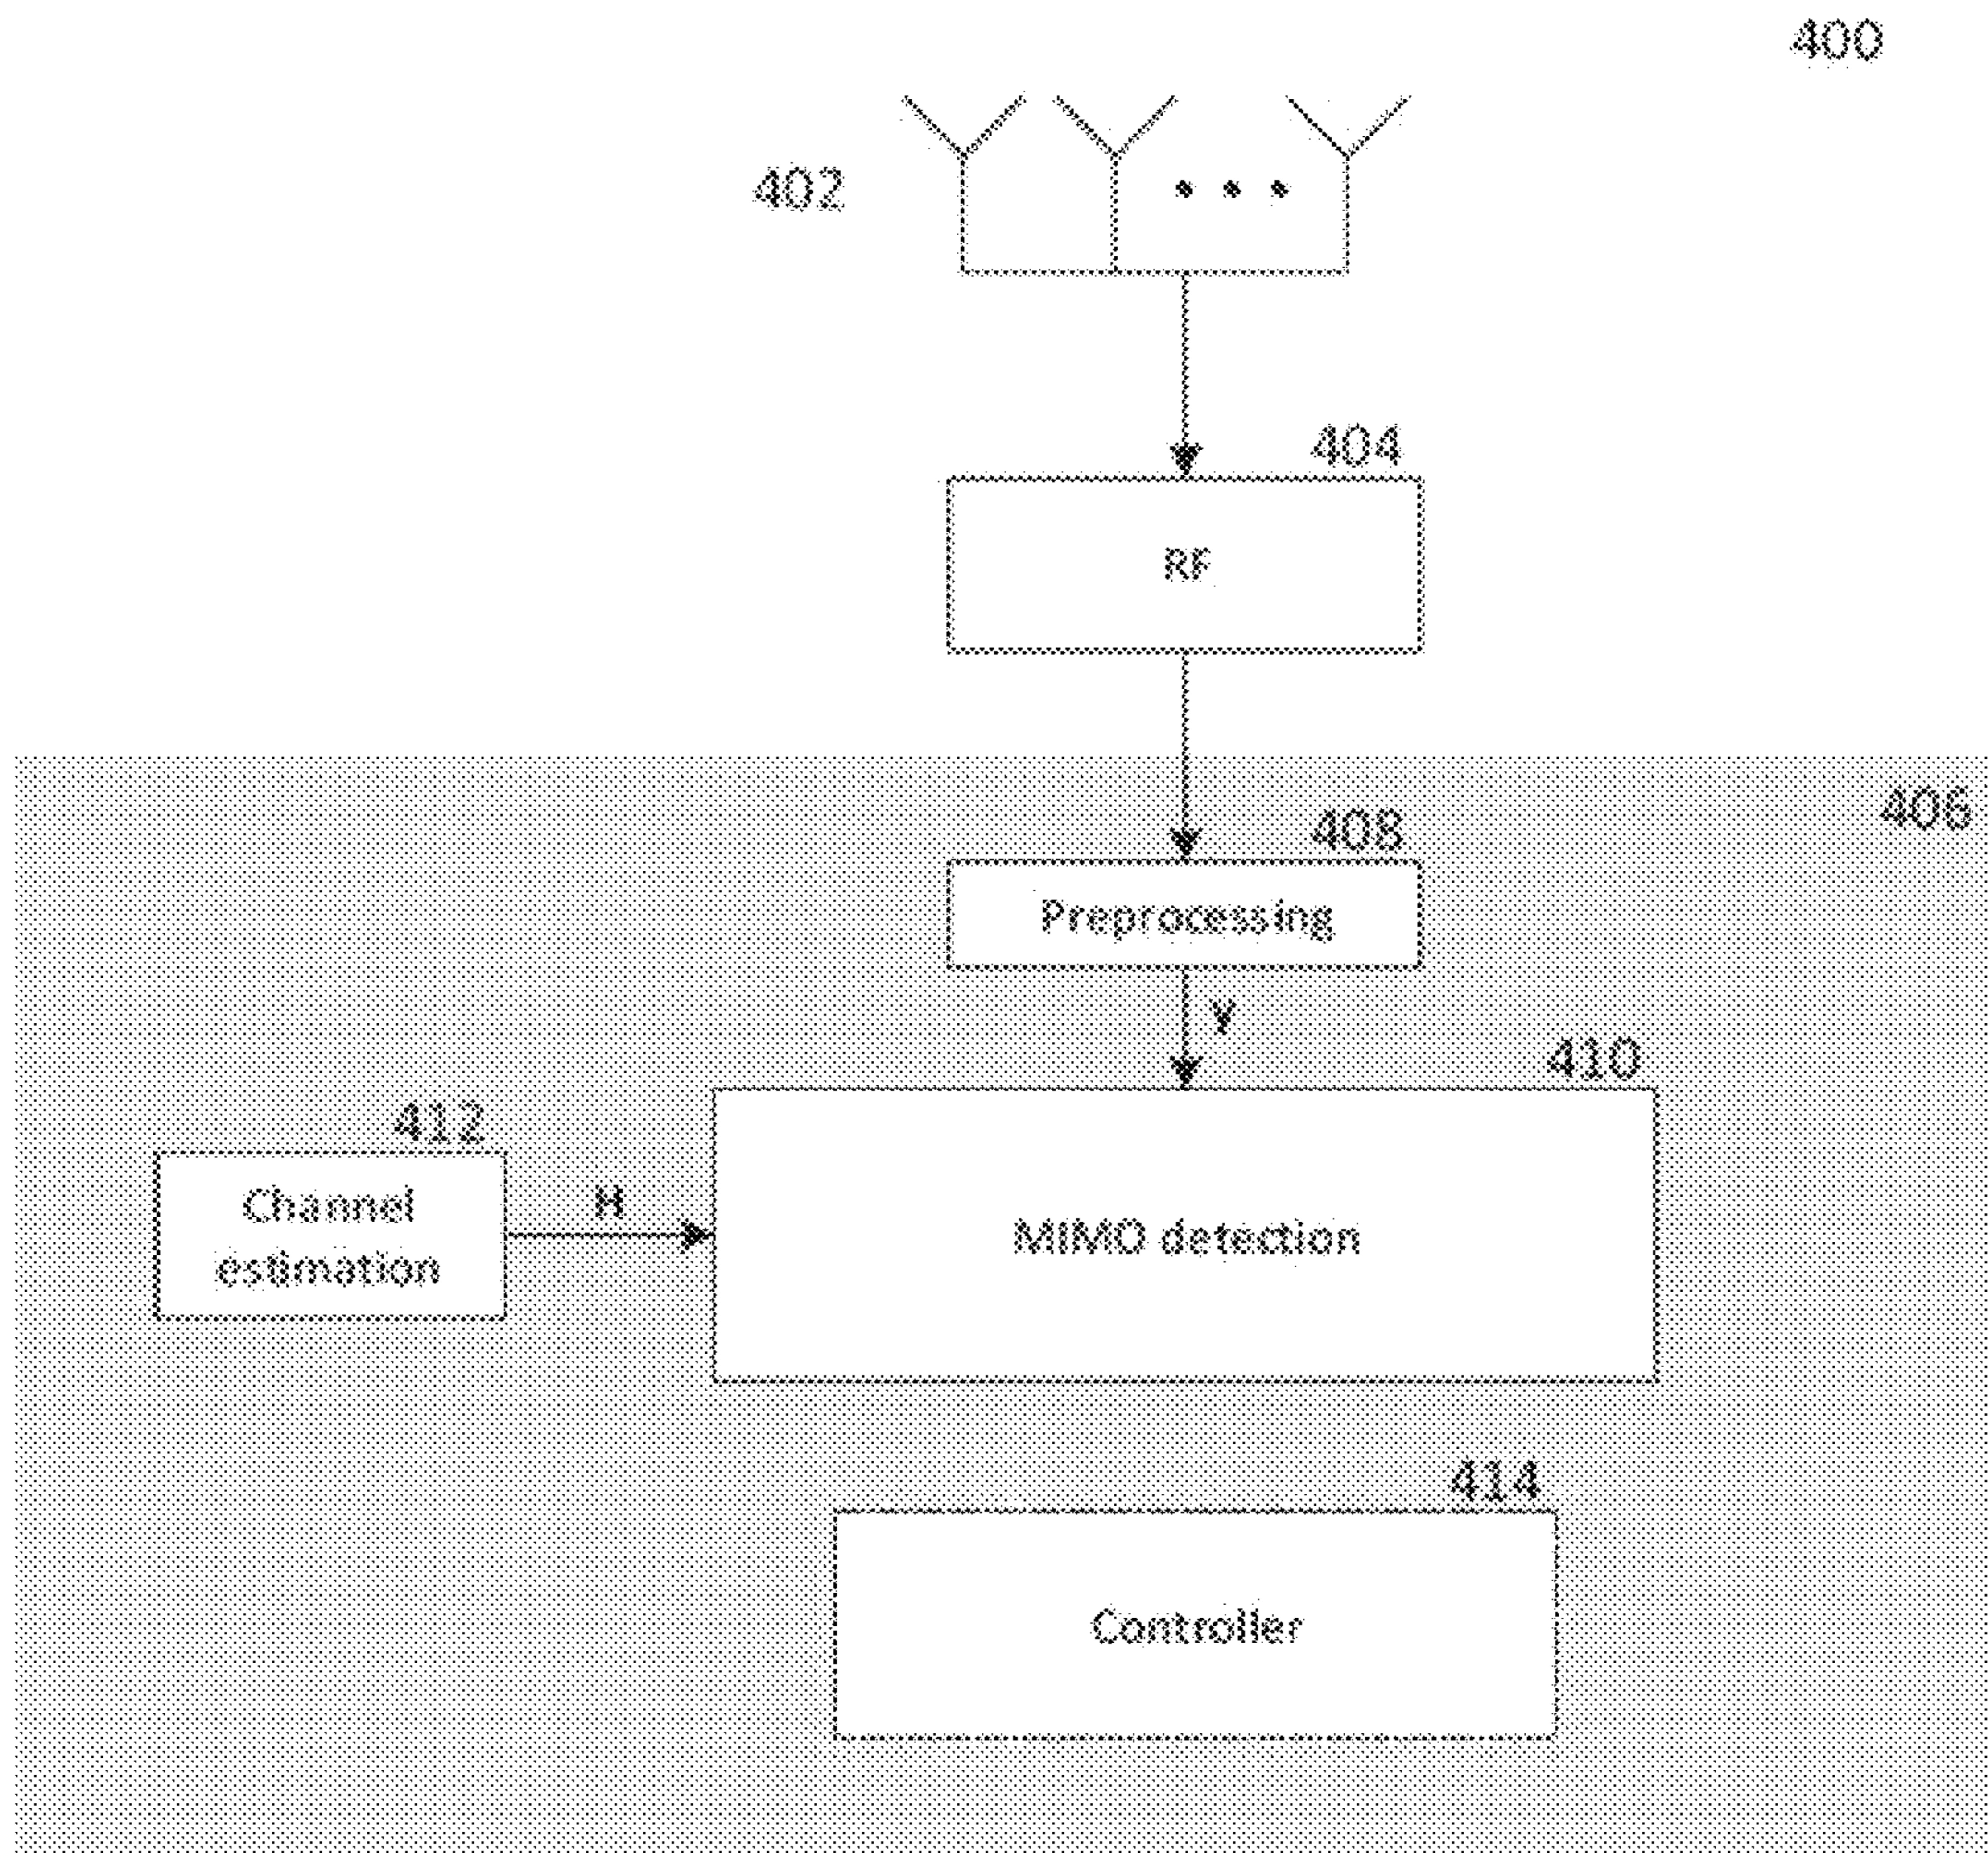 400
402
404
RF
406
408
Preprocessing
y
410
412
Channel
estimation
H
MIMO detection
414
Controller